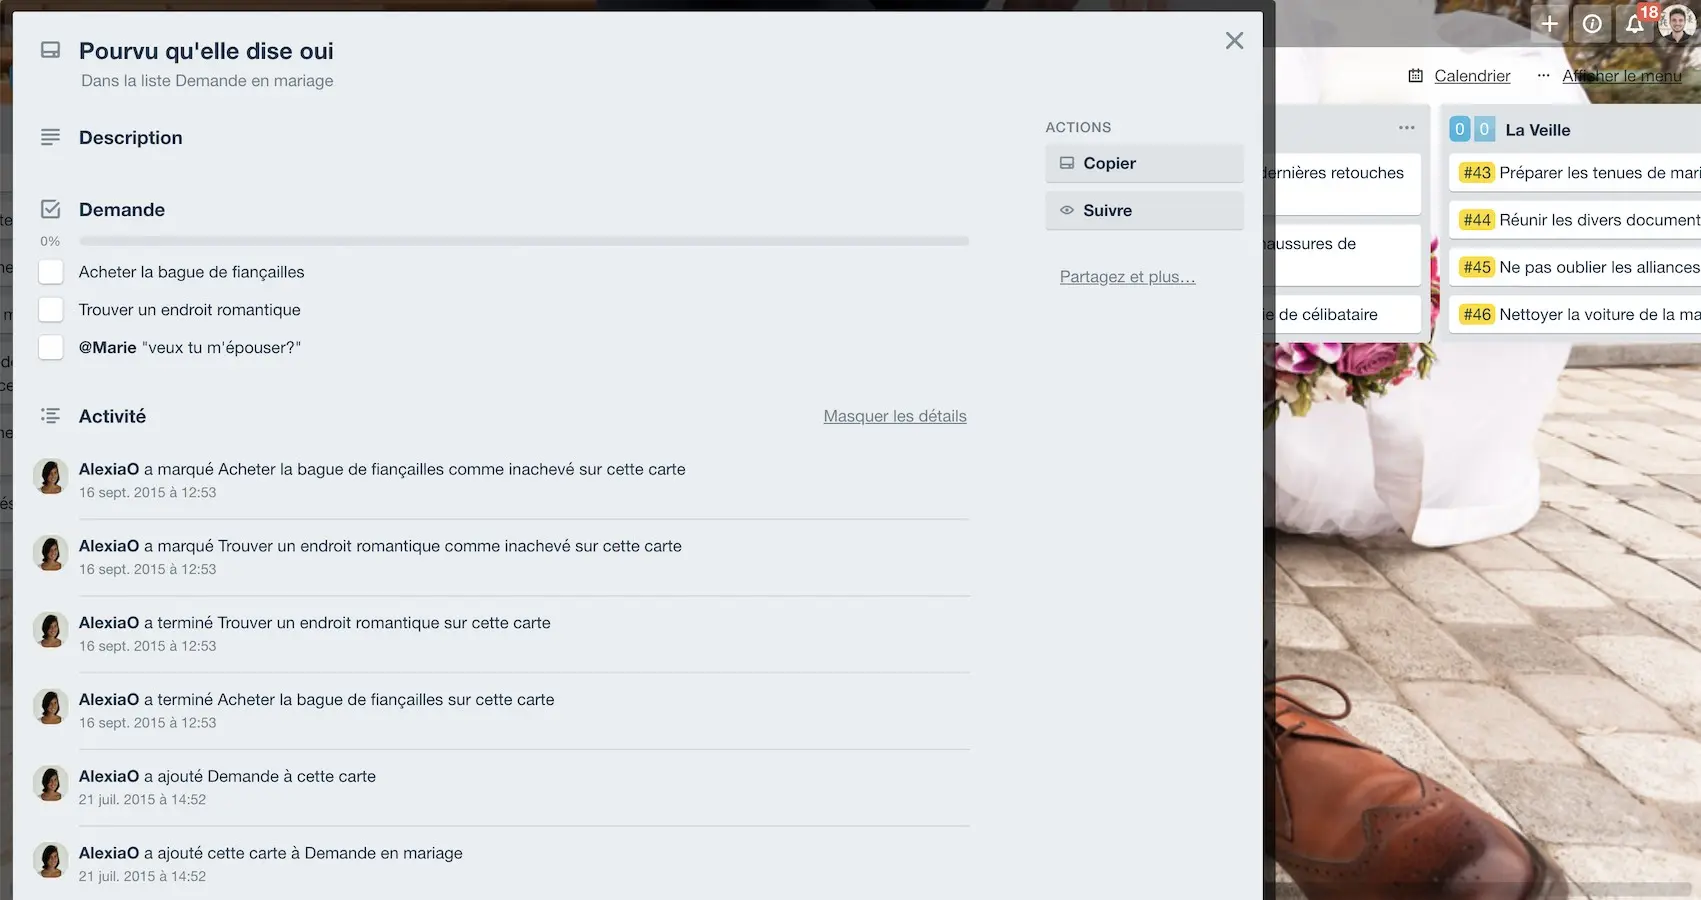 Pourvu qu'elle dise oui
Dans la liste Demande en mariage
Description
Demande
0%
Acheter la bague de fiançailles
Trouver un endroit romantique
@Marie "veux tu m'épouser?"
Activité
Masquer les détails
AlexiaO a marqué Acheter la bague de fiançailles comme inachevé sur cette carte
16 sept. 2015 à 12:53
AlexiaO a marqué Trouver un endroit romantique comme inachevé sur cette carte
16 sept. 2015 à 12:53
AlexiaO a terminé Trouver un endroit romantique sur cette carte
16 sept. 2015 à 12:53
AlexiaO a terminé Acheter la bague de fiançailles sur cette carte
16 sept. 2015 à 12:53
AlexiaO a ajouté Demande à cette carte
21 juil. 2015 à 14:52
AlexiaO a ajouté cette carte à Demande en mariage
21 juil. 2015 à 14:52
ACTIONS
Copier
Suivre
Partagez et plus...
18
Calendrier
··· Afficher le menu
dernières retouches
haussures de
ie de célibataire
0 0 La Veille
#43 Préparer les tenues de mari
#44 Réunir les divers document
#45 Ne pas oublier les alliances
#46 Nettoyer la voiture de la ma